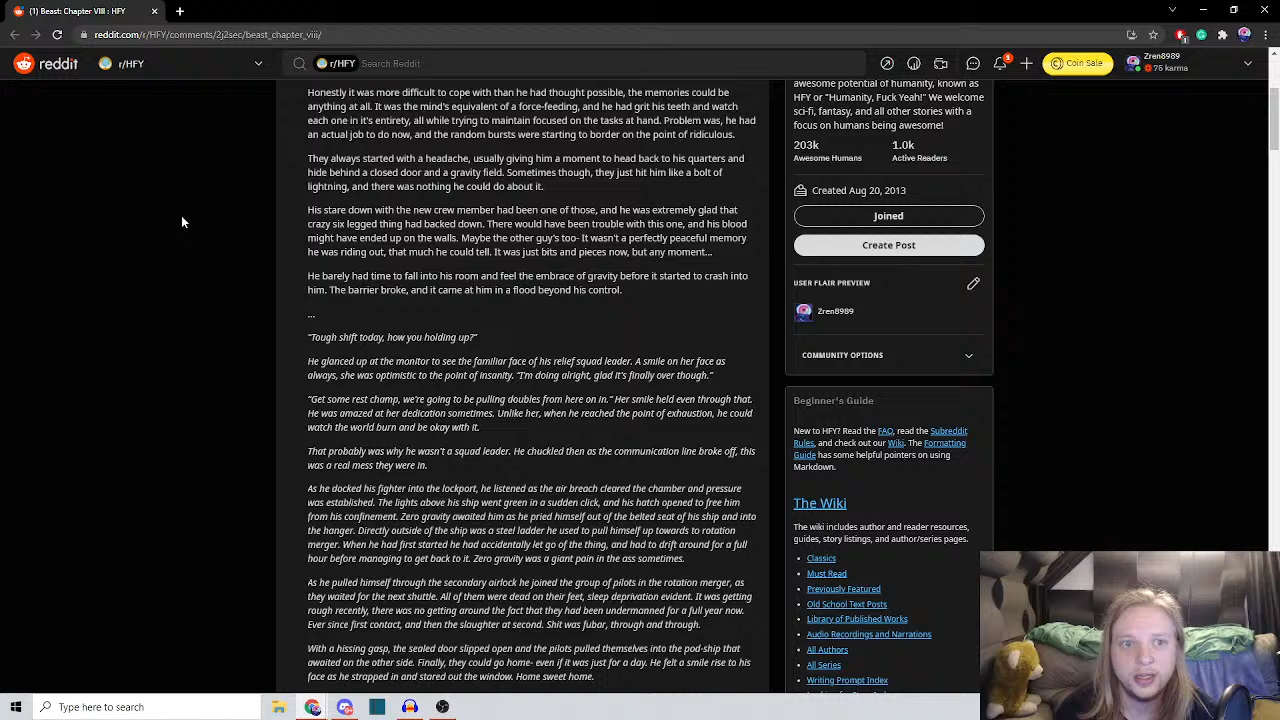 (1) Beast: Chapter VIII : HFY
reddit.com/r/HFY/comments/2j3sec/beast_chapter_viii/
reddit
r/HFY
r/HFY Search Reddit
1
Coin Sale
Zren8989
76 karma
Honestly it was more difficult to cope with than he had thought possible, the memories could be
anything at all. It was the mind's equivalent of a force-feeding, and he had grit his teeth and watch
each one in it's entirety, all while trying to maintain focused on the tasks at hand. Problem was, he had
an actual job to do now, and the random bursts were starting to border on the point of ridiculous.
They always started with a headache, usually giving him a moment to head back to his quarters and
hide behind a closed door and a gravity field. Sometimes though, they just hit him like a bolt of
lightning, and there was nothing he could do about it.
His stare down with the new crew member had been one of those, and he was extremely glad that
crazy six legged thing had backed down. There would have been trouble with this one, and his blood
might have ended up on the walls. Maybe the other guy's too- It wasn't a perfectly peaceful memory
he was riding out, that much he could tell. It was just bits and pieces now, but any moment...
He barely had time to fall into his room and feel the embrace of gravity before it started to crash into
him. The barrier broke, and it came at him in a flood beyond his control.
...
"Tough shift today, how you holding up?"
He glanced up at the monitor to see the familiar face of his relief squad leader. A smile on her face as
always, she was optimistic to the point of insanity. "I'm doing alright, glad it's finally over though."
"Get some rest champ, we're going to be pulling doubles from here on in." Her smile held even through that.
He was amazed at her dedication sometimes. Unlike her, when he reached the point of exhaustion, he could
watch the world burn and be okay with it.
That probably was why he wasn't a squad leader. He chuckled then as the communication line broke off, this
was a real mess they were in.
As he docked his fighter into the lockport, he listened as the air breach cleared the chamber and pressure
was established. The lights above his ship went green in a sudden click, and his hatch opened to free him
from his confinement. Zero gravity awaited him as he pried himself out of the belted seat of his ship and into
the hanger. Directly outside of the ship was a steel ladder he used to pull himself up towards to rotation
merger. When he had first started he had accidentally let go of the thing, and had to drift around for a full
hour before managing to get back to it. Zero gravity was a giant pain in the ass sometimes.
As he pulled himself through the secondary airlock he joined the group of pilots in the rotation merger, as
they waited for the next shuttle. All of them were dead on their feet, sleep deprivation evident. It was getting
rough recently, there was no getting around the fact that they had been undermanned for a full year now.
Ever since first contact, and then the slaughter at second. Shit was fubar, through and through.
With a hissing gasp, the sealed door slipped open and the pilots pulled themselves into the pod-ship that
awaited on the other side. Finally, they could go home- even if it was just for a day. He felt a smile rise to his
face as he strapped in and stared out the window. Home sweet home.
awesome potential of humanity, known as
HFY or "Humanity, Fuck Yeah!" We welcome
sci-fi, fantasy, and all other stories with a
focus on humans being awesome!
203k 1.0k
Awesome Humans Active Readers
Created Aug 20, 2013
Joined
Create Post
USER FLAIR PREVIEW
Zren8989
COMMUNITY OPTIONS
Beginner's Guide
New to HFY? Read the FAQ, read the Subreddit
Rules, and check out our Wiki. The Formatting
Guide has some helpful pointers on using
Markdown.
The Wiki
The wiki includes author and reader resources,
guides, story listings, and author/series pages.
• Classics
• Must Read
• Previously Featured
• Old School Text Posts
• Library of Published Works
• Audio Recordings and Narrations
• All Authors
• All Series
• Writing Prompt Index
Type here to search